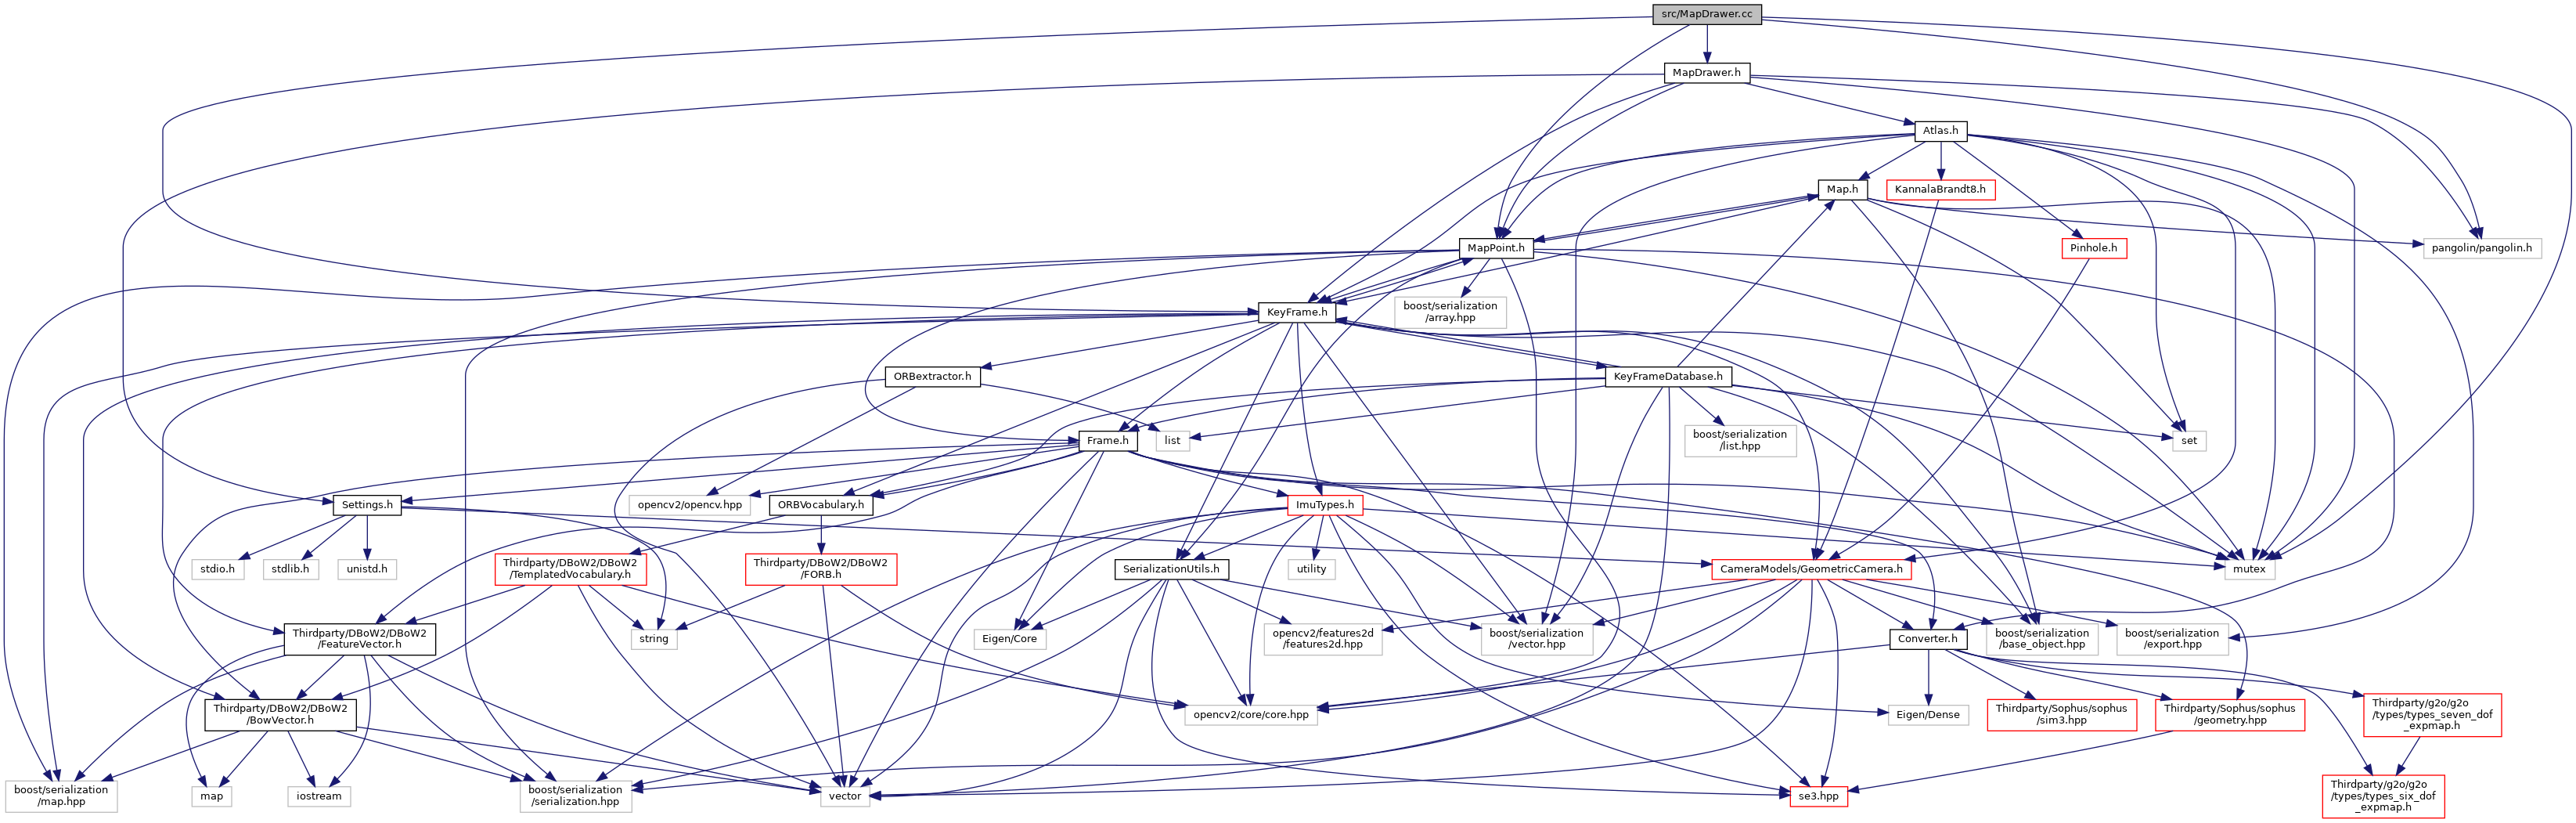 src/MapDrawer.cc
MapDrawer.h
Atlas.h
Map.h
KannalaBrandt8.h
MapPoint.h
Pinhole.h
pangolin/pangolin.h
KeyFrame.h
boost/serialization
/array.hpp
ORBextractor.h
KeyFrameDatabase.h
Frame.h
list
boost/serialization
/list.hpp
set
Settings.h
opencv2/opencv.hpp
ORBVocabulary.h
ImuTypes.h
stdio.h
stdlib.h
unistd.h
Thirdparty/DBoW2/DBoW2
/TemplatedVocabulary.h
Thirdparty/DBoW2/DBoW2
/FORB.h
SerializationUtils.h
utility
CameraModels/GeometricCamera.h
mutex
Thirdparty/DBoW2/DBoW2
/FeatureVector.h
string
Eigen/Core
opencv2/features2d
/features2d.hpp
boost/serialization
/vector.hpp
Converter.h
boost/serialization
/base_object.hpp
boost/serialization
/export.hpp
Thirdparty/DBoW2/DBoW2
/BowVector.h
opencv2/core/core.hpp
Eigen/Dense
Thirdparty/Sophus/sophus
/sim3.hpp
Thirdparty/Sophus/sophus
/geometry.hpp
Thirdparty/g2o/g2o
/types/types_seven_dof
_expmap.h
boost/serialization
/map.hpp
map
iostream
boost/serialization
/serialization.hpp
vector
se3.hpp
Thirdparty/g2o/g2o
/types/types_six_dof
_expmap.h